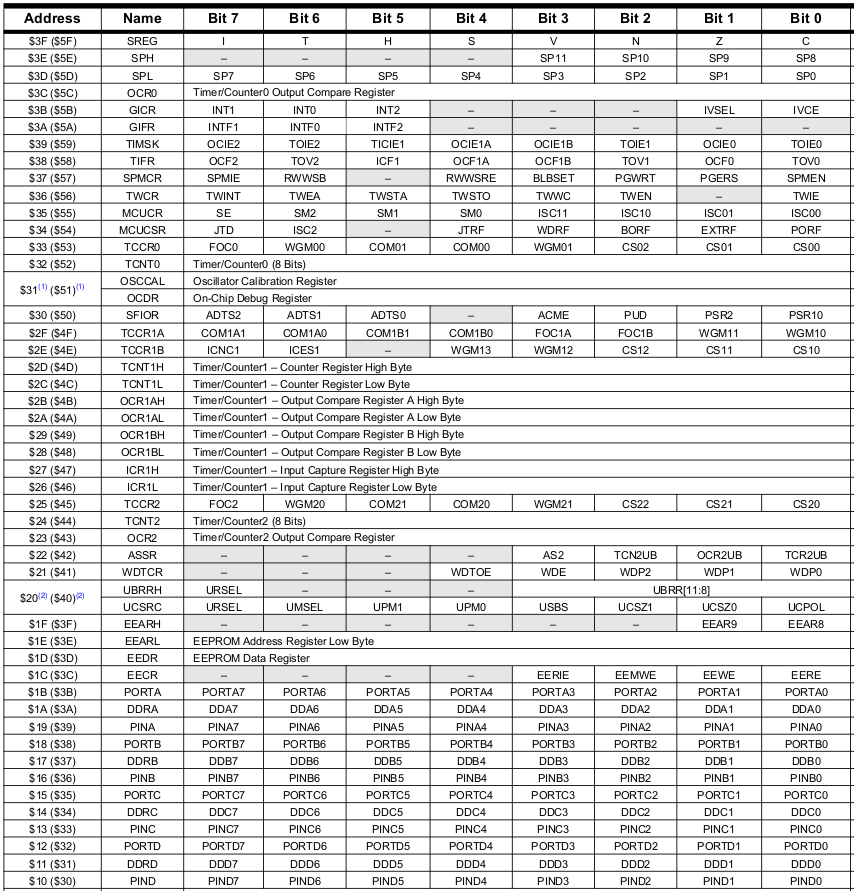 Address Name Bit 7 Bit 6 Bit 5 Bit 4 Bit 3 Bit 2 Bit 1 Bit 0
$3F ($5F) SREG I T H S V N Z C
$3E ($5E) SPH – – – – SP11 SP10 SP9 SP8
$3D ($5D) SPL SP7 SP6 SP5 SP4 SP3 SP2 SP1 SP0
$3C ($5C) OCR0 Timer/Counter0 Output Compare Register
$3B ($5B) GICR INT1 INT0 INT2 – – – IVSEL IVCE
$3A ($5A) GIFR INTF1 INTF0 INTF2 – – – – –
$39 ($59) TIMSK OCIE2 TOIE2 TICIE1 OCIE1A OCIE1B TOIE1 OCIE0 TOIE0
$38 ($58) TIFR OCF2 TOV2 ICF1 OCF1A OCF1B TOV1 OCF0 TOV0
$37 ($57) SPMCR SPMIE RWWSB – RWWSRE BLBSET PGWRT PGERS SPMEN
$36 ($56) TWCR TWINT TWEA TWSTA TWSTO TWWC TWEN – TWIE
$35 ($55) MCUCR SE SM2 SM1 SM0 ISC11 ISC10 ISC01 ISC00
$34 ($54) MCUCSR JTD ISC2 – JTRF WDRF BORF EXTRF PORF
$33 ($53) TCCR0 FOC0 WGM00 COM01 COM00 WGM01 CS02 CS01 CS00
$32 ($52) TCNT0 Timer/Counter0 (8 Bits)
$31(1) ($51)(1) OSCCAL Oscillator Calibration Register
OCDR On-Chip Debug Register
$30 ($50) SFIOR ADTS2 ADTS1 ADTS0 – ACME PUD PSR2 PSR10
$2F ($4F) TCCR1A COM1A1 COM1A0 COM1B1 COM1B0 FOC1A FOC1B WGM11 WGM10
$2E ($4E) TCCR1B ICNC1 ICES1 – WGM13 WGM12 CS12 CS11 CS10
$2D ($4D) TCNT1H Timer/Counter1 – Counter Register High Byte
$2C ($4C) TCNT1L Timer/Counter1 – Counter Register Low Byte
$2B ($4B) OCR1AH Timer/Counter1 – Output Compare Register A High Byte
$2A ($4A) OCR1AL Timer/Counter1 – Output Compare Register A Low Byte
$29 ($49) OCR1BH Timer/Counter1 – Output Compare Register B High Byte
$28 ($48) OCR1BL Timer/Counter1 – Output Compare Register B Low Byte
$27 ($47) ICR1H Timer/Counter1 – Input Capture Register High Byte
$26 ($46) ICR1L Timer/Counter1 – Input Capture Register Low Byte
$25 ($45) TCCR2 FOC2 WGM20 COM21 COM20 WGM21 CS22 CS21 CS20
$24 ($44) TCNT2 Timer/Counter2 (8 Bits)
$23 ($43) OCR2 Timer/Counter2 Output Compare Register
$22 ($42) ASSR – – – – AS2 TCN2UB OCR2UB TCR2UB
$21 ($41) WDTCR – – – WDTOE WDE WDP2 WDP1 WDP0
$20(2) ($40)(2) UBRRH URSEL – – – UBRR[11:8]
UCSRC URSEL UMSEL UPM1 UPM0 USBS UCSZ1 UCSZ0 UCPOL
$1F ($3F) EEARH – – – – – – EEAR9 EEAR8
$1E ($3E) EEARL EEPROM Address Register Low Byte
$1D ($3D) EEDR EEPROM Data Register
$1C ($3C) EECR – – – – EERIE EEMWE EEWE EERE
$1B ($3B) PORTA PORTA7 PORTA6 PORTA5 PORTA4 PORTA3 PORTA2 PORTA1 PORTA0
$1A ($3A) DDRA DDA7 DDA6 DDA5 DDA4 DDA3 DDA2 DDA1 DDA0
$19 ($39) PINA PINA7 PINA6 PINA5 PINA4 PINA3 PINA2 PINA1 PINA0
$18 ($38) PORTB PORTB7 PORTB6 PORTB5 PORTB4 PORTB3 PORTB2 PORTB1 PORTB0
$17 ($37) DDRB DDB7 DDB6 DDB5 DDB4 DDB3 DDB2 DDB1 DDB0
$16 ($36) PINB PINB7 PINB6 PINB5 PINB4 PINB3 PINB2 PINB1 PINB0
$15 ($35) PORTC PORTC7 PORTC6 PORTC5 PORTC4 PORTC3 PORTC2 PORTC1 PORTC0
$14 ($34) DDRC DDC7 DDC6 DDC5 DDC4 DDC3 DDC2 DDC1 DDC0
$13 ($33) PINC PINC7 PINC6 PINC5 PINC4 PINC3 PINC2 PINC1 PINC0
$12 ($32) PORTD PORTD7 PORTD6 PORTD5 PORTD4 PORTD3 PORTD2 PORTD1 PORTD0
$11 ($31) DDRD DDD7 DDD6 DDD5 DDD4 DDD3 DDD2 DDD1 DDD0
$10 ($30) PIND PIND7 PIND6 PIND5 PIND4 PIND3 PIND2 PIND1 PIND0